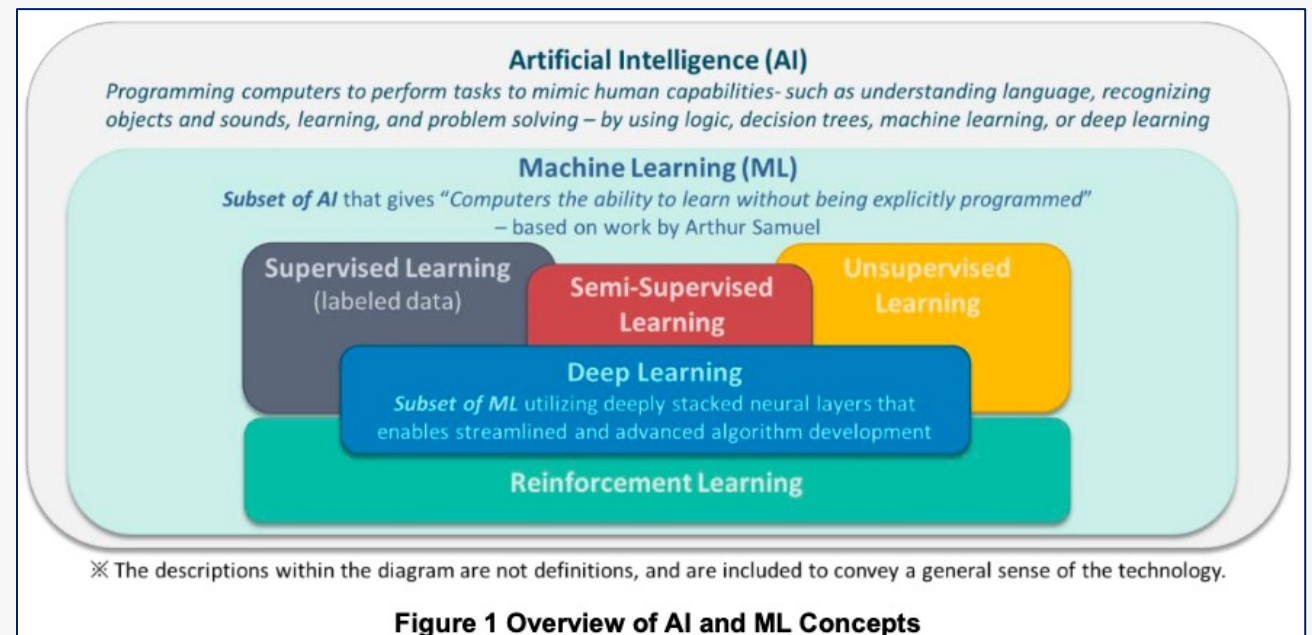 Artificial Intelligence (AI)
Programming computers to perform tasks to mimic human capabilities- such as understanding language, recognizing
objects and sounds, learning, and problem solving – by using logic, decision trees, machine learning, or deep learning
Machine Learning (ML)
Subset of AI that gives “Computers the ability to learn without being explicitly programmed”
– based on work by Arthur Samuel
Supervised Learning
(labeled data)
Semi-Supervised
Learning
Unsupervised
Learning
Deep Learning
Subset of ML utilizing deeply stacked neural layers that
enables streamlined and advanced algorithm development
Reinforcement Learning
※ The descriptions within the diagram are not definitions, and are included to convey a general sense of the technology.
Figure 1 Overview of AI and ML Concepts